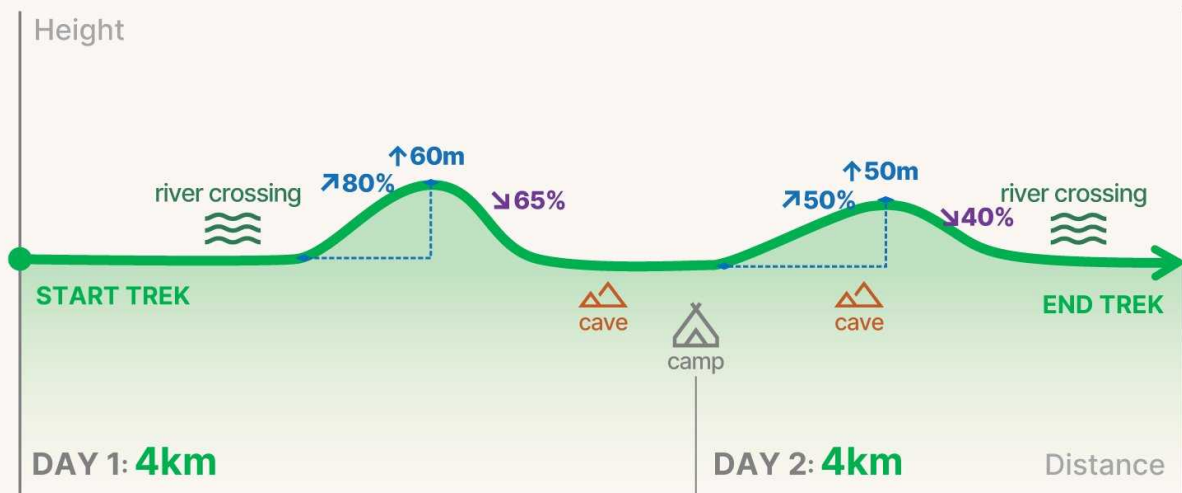 Height
↑60m
↗80%
river crossing
↘65%
↑50m
↗50%
↘40%
river crossing
START TREK
cave
camp
cave
END TREK
DAY 1: 4km
DAY 2: 4km
Distance